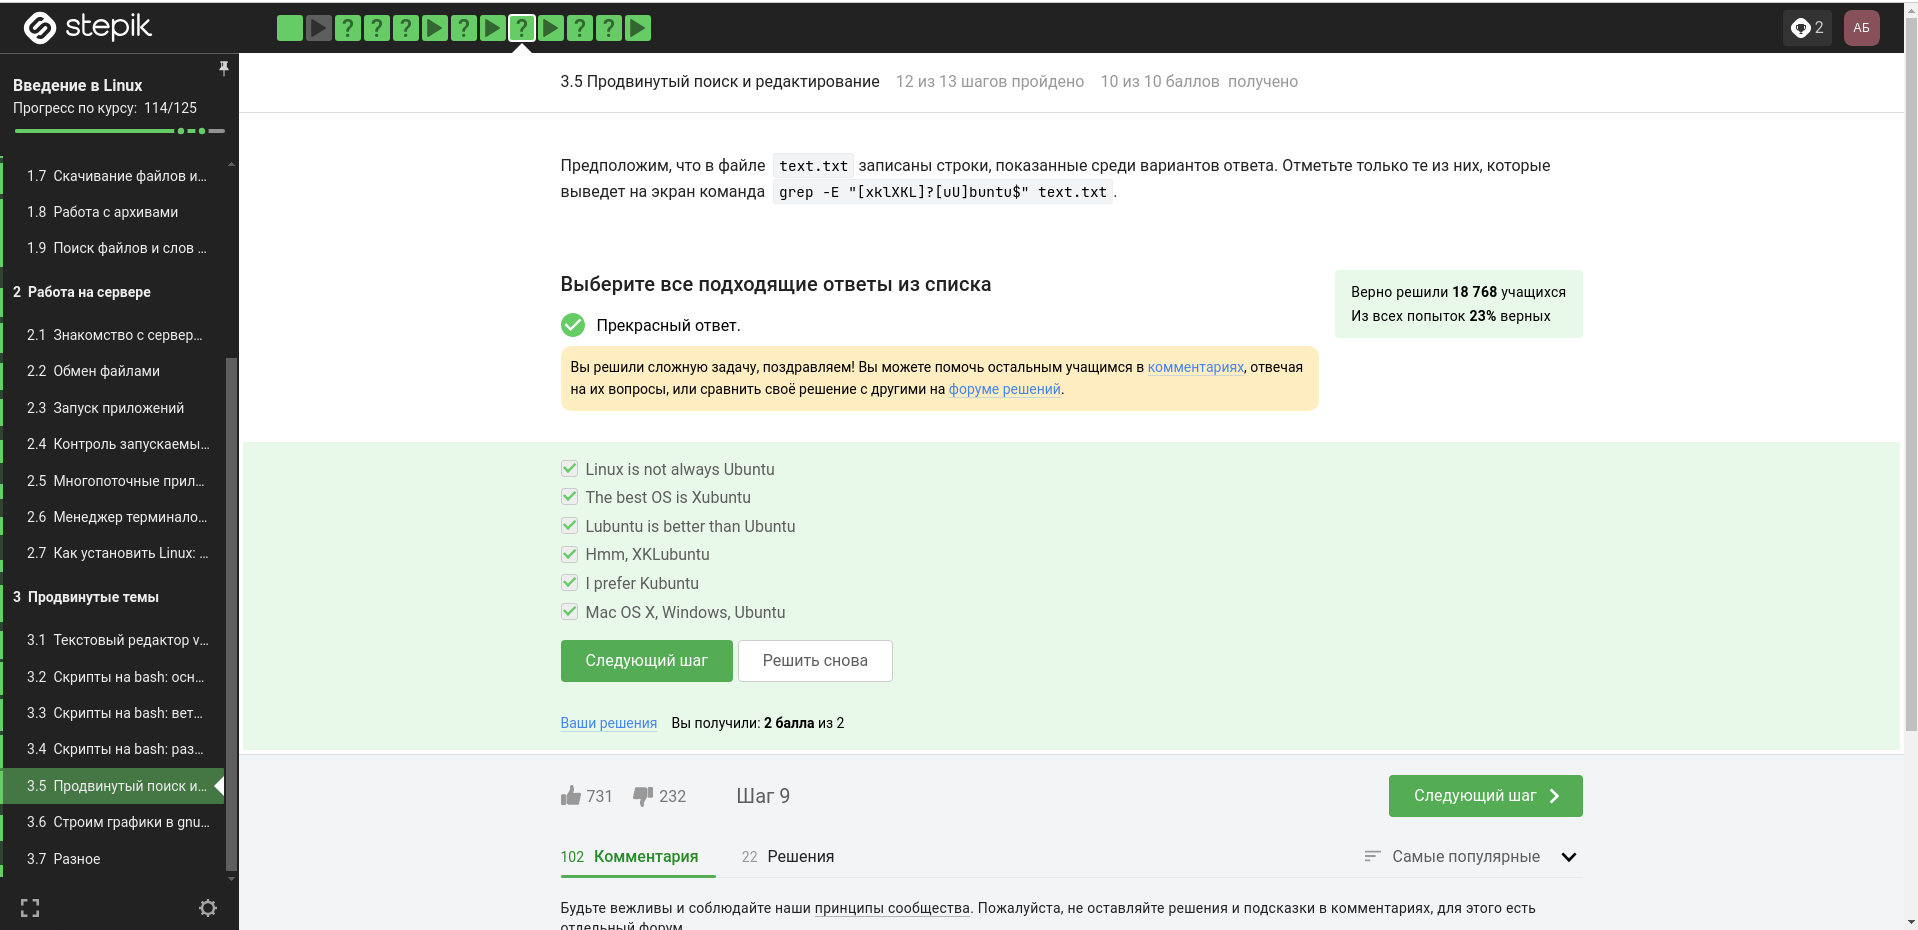 stepik
? ? ? ? ? ? ?
2
АБ
Введение в Linux
Прогресс по курсу: 114/125
1.7 Скачивание файлов и...
1.8 Работа с архивами
1.9 Поиск файлов и слов ...
2 Работа на сервере
2.1 Знакомство с сервер...
2.2 Обмен файлами
2.3 Запуск приложений
2.4 Контроль запускаемы...
2.5 Многопоточные прил...
2.6 Менеджер терминало...
2.7 Как установить Linux: ...
3 Продвинутые темы
3.1 Текстовый редактор v...
3.2 Скрипты на bash: осн...
3.3 Скрипты на bash: вет...
3.4 Скрипты на bash: раз...
3.5 Продвинутый поиск и...
3.6 Строим графики в gnu...
3.7 Разное
3.5 Продвинутый поиск и редактирование 12 из 13 шагов пройдено 10 из 10 баллов получено
Предположим, что в файле text.txt записаны строки, показанные среди вариантов ответа. Отметьте только те из них, которые
выведет на экран команда grep -E "[xklXKL]?[uU]buntu$" text.txt.
Выберите все подходящие ответы из списка
Верно решили 18 768 учащихся
Из всех попыток 23% верных
Прекрасный ответ.
Вы решили сложную задачу, поздравляем! Вы можете помочь остальным учащимся в комментариях, отвечая
на их вопросы, или сравнить своё решение с другими на форуме решений.
Linux is not always Ubuntu
The best OS is Xubuntu
Lubuntu is better than Ubuntu
Hmm, XKLubuntu
I prefer Kubuntu
Mac OS X, Windows, Ubuntu
Следующий шаг Решить снова
Ваши решения Вы получили: 2 балла из 2
731 232 Шаг 9 Следующий шаг
102 Комментария 22 Решения Самые популярные
Будьте вежливы и соблюдайте наши принципы сообщества. Пожалуйста, не оставляйте решения и подсказки в комментариях, для этого есть
отдельный форум.